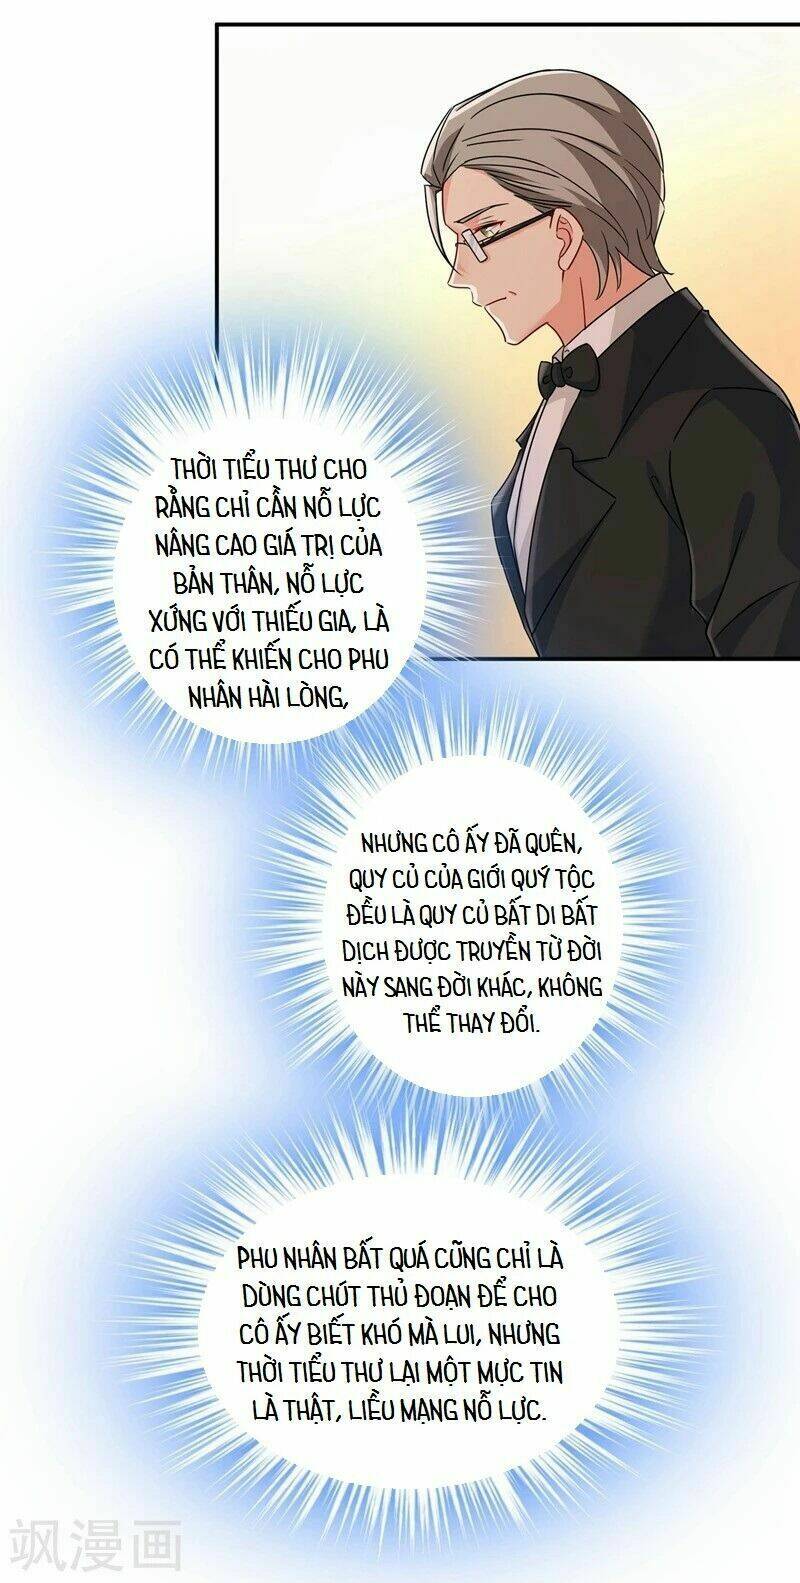 THỜI TIỂU THƯ CHO
RẰNG CHỈ CẦN NỖ LỰC
NÂNG CAO GIÁ TRỊ CỦA
BẢN THÂN, NỖ LỰC
XỨNG VỚI THIẾU GIA, LÀ
CÓ THỂ KHIẾN CHO PHU
NHÂN HÀI LÒNG,
NHƯNG CÔ ẤY ĐÃ QUÊN,
QUY CỦ CỦA GIỚI QUÝ TỘC
ĐỀU LÀ QUY CỦ BẤT DI BẤT
DỊCH ĐƯỢC TRUYỀN TỪ ĐỜI
NÀY SANG ĐỜI KHÁC, KHÔNG
THỂ THAY ĐỔI.
PHU NHÂN BẤT QUÁ CŨNG CHỈ LÀ
DÙNG CHÚT THỦ ĐOẠN ĐỂ CHO
CÔ ẤY BIẾT KHÓ MÀ LUI, NHƯNG
THỜI TIỂU THƯ LẠI MỘT MỰC TIN
LÀ THẬT, LIỀU MẠNG NỖ LỰC.
飒漫画